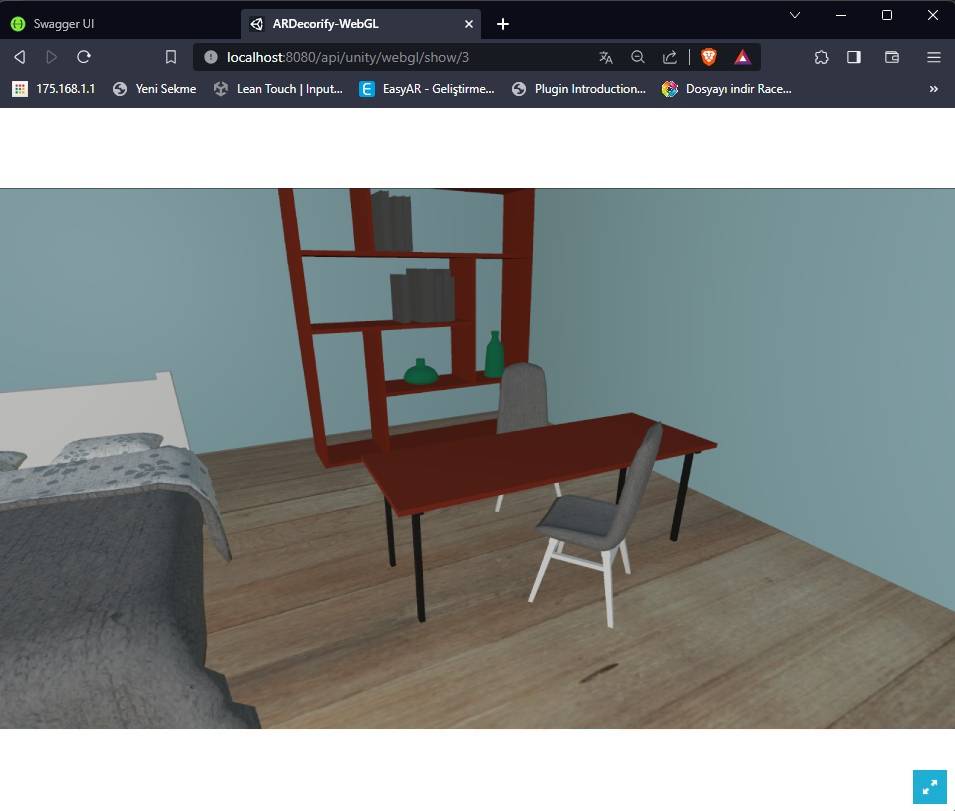 Swagger UI
ARDecorify-WebGL
localhost:8080/api/unity/webgl/show/3
175.168.1.1
Yeni Sekme
Lean Touch | Input...
EasyAR - Geliştirme...
Plugin Introduction...
Dosyayı indir Race...